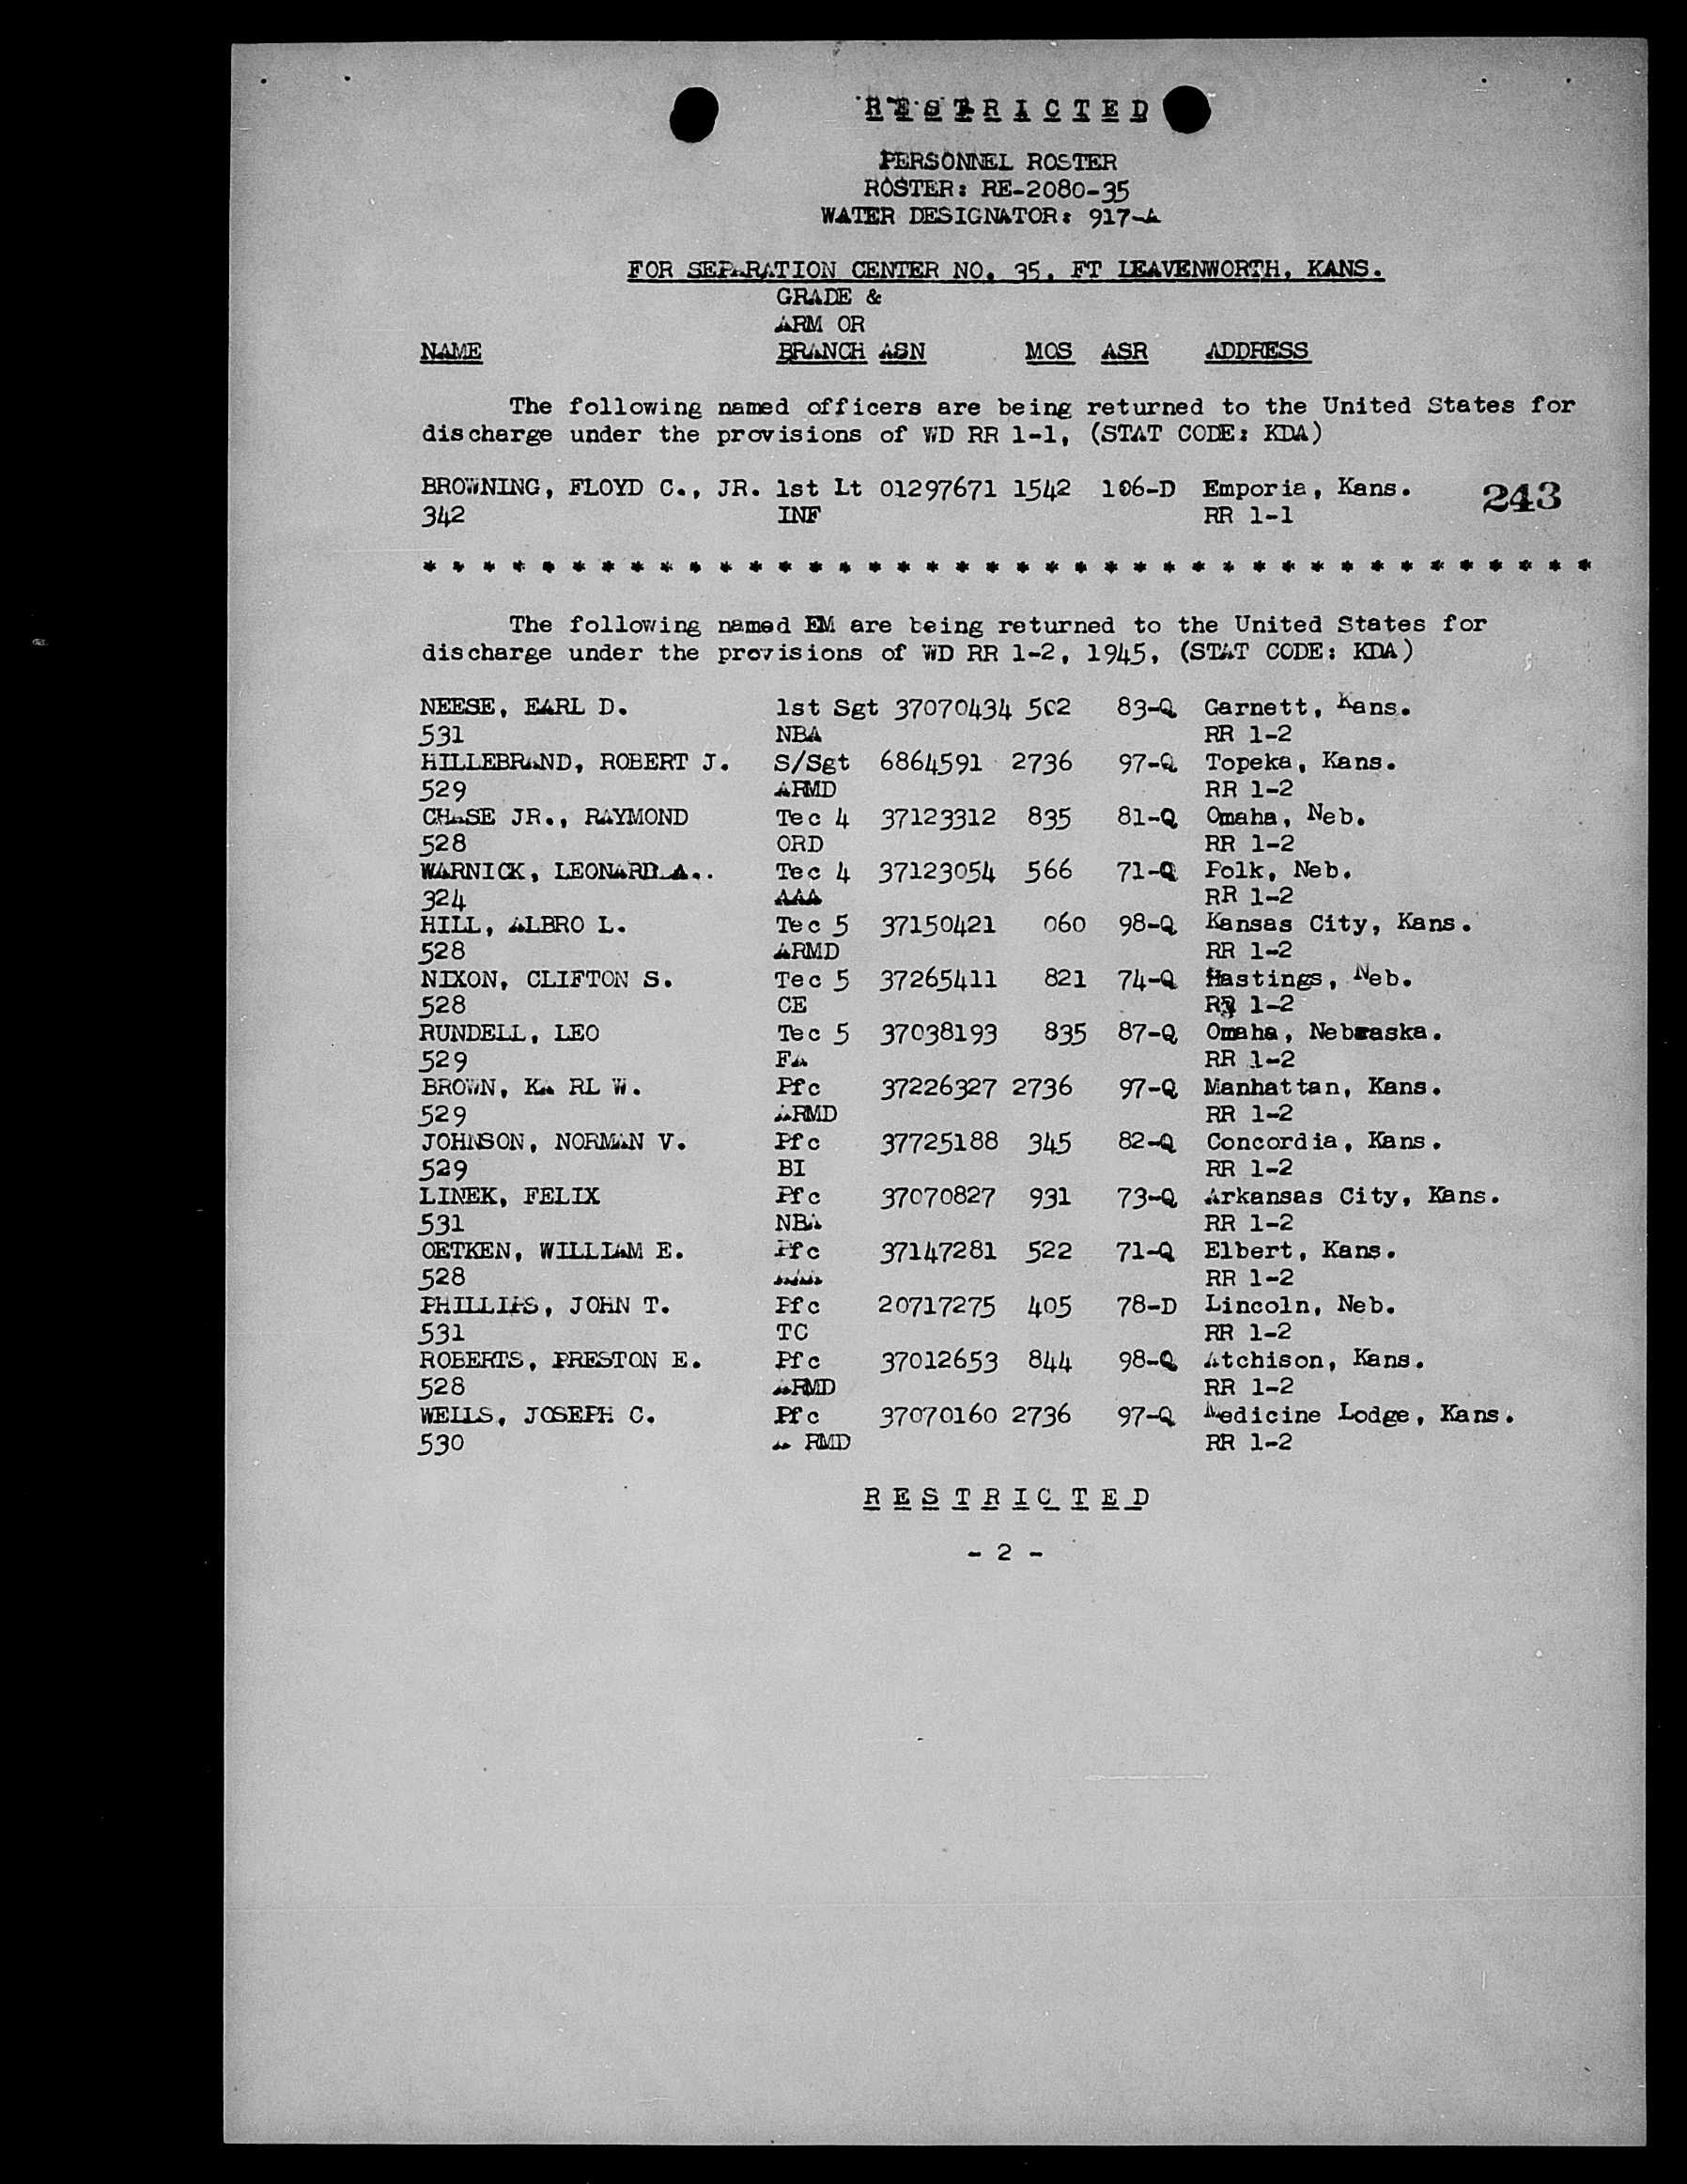 RESTRICTED
PERSONNEL ROSTER
ROSTER: RE-2080-35
WATER DESIGNATOR: 917-A
FOR SEPARATION CENTER NO. 35, FT LEAVENWORTH, KANS.
GRADE &
ARM OR
NAME BRANCH ASN MOS ASR ADDRESS
The following named officers are being returned to the United States for
discharge under the provisions of WD RR 1-1, (STAT CODE: KDA)
BROWNING, FLOYD C., JR. 1st Lt 01297671 1542 106-D Emporia, Kans. 243
342 INF RR 1-1
* * * * * * * * * * * * * * * * * * * * * * * * * * * * * * * * * * * * * * * *
The following named EM are being returned to the United States for
discharge under the provisions of WD RR 1-2, 1945, (STAT CODE: KDA)
NEESE, EARL D. 1st Sgt 37070434 502 83-Q Garnett, Kans.
531 NBA RR 1-2
HILLEBRAND, ROBERT J. S/Sgt 6864591 2736 97-Q Topeka, Kans.
529 ARMD RR 1-2
CHASE JR., RAYMOND Tec 4 37123312 835 81-Q Omaha, Neb.
528 ORD RR 1-2
WARNICK, LEONARD A.. Tec 4 37123054 566 71-Q Polk, Neb.
324 AAA RR 1-2
HILL, ALBRO L. Tec 5 37150421 060 98-Q Kansas City, Kans.
528 ARMD RR 1-2
NIXON, CLIFTON S. Tec 5 37265411 821 74-Q Hastings, Neb.
528 CE RR 1-2
RUNDELL, LEO Tec 5 37038193 835 87-Q Omaha, Nebraska.
529 FA RR 1-2
BROWN, KA RL W. Pfc 37226327 2736 97-Q Manhattan, Kans.
529 ARMD RR 1-2
JOHNSON, NORMAN V. Pfc 37725188 345 82-Q Concordia, Kans.
529 BI RR 1-2
LINEK, FELIX Pfc 37070827 931 73-Q Arkansas City, Kans.
531 NBA RR 1-2
OETKEN, WILLIAM E. Pfc 37147281 522 71-Q Elbert, Kans.
528 AAA RR 1-2
PHILLIPS, JOHN T. Pfc 20717275 405 78-D Lincoln, Neb.
531 TC RR 1-2
ROBERTS, PRESTON E. Pfc 37012653 844 98-Q Atchison, Kans.
528 ARMD RR 1-2
WELLS, JOSEPH C. Pfc 37070160 2736 97-Q Medicine Lodge, Kans.
530 A RMD RR 1-2
RESTRICTED
- 2 -